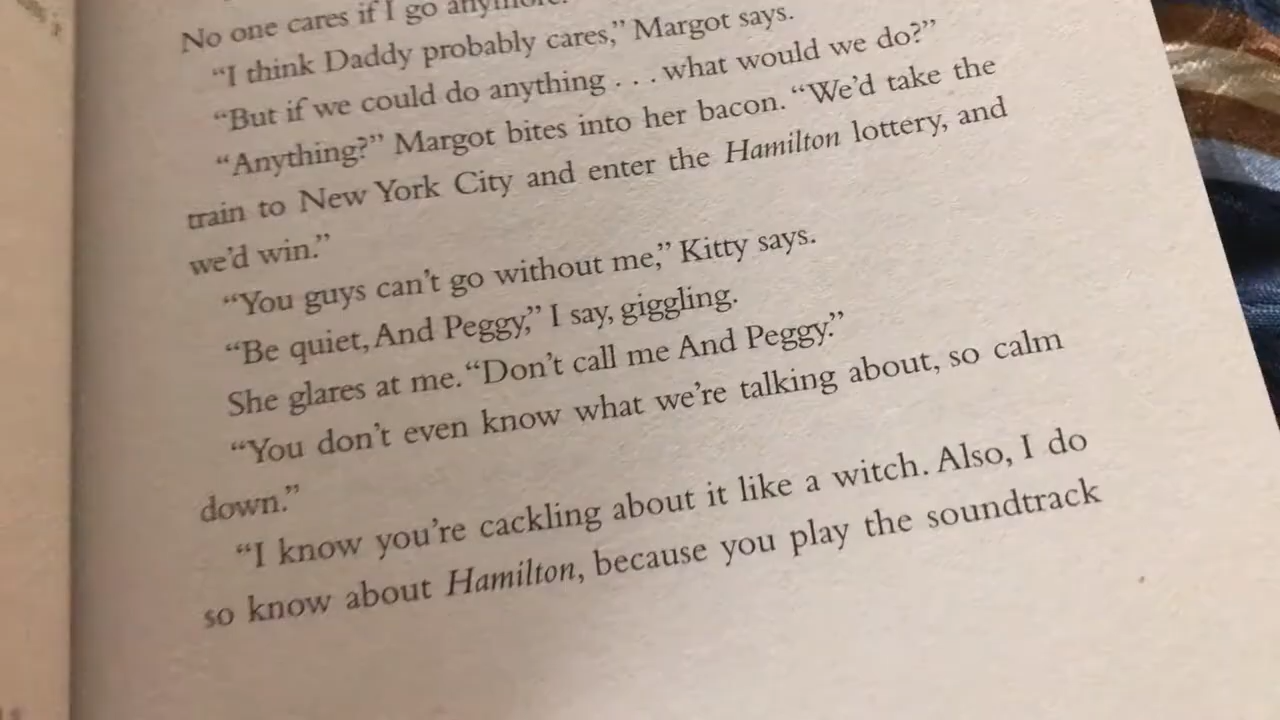 No one cares if I go anymore.
“I think Daddy probably cares,” Margot says.
“But if we could do anything . . . what would we do?”
“Anything?” Margot bites into her bacon. “We’d take the
train to New York City and enter the Hamilton lottery, and
we’d win.”
“You guys can’t go without me,” Kitty says.
“Be quiet, And Peggy,” I say, giggling.
She glares at me. “Don’t call me And Peggy.”
“You don’t even know what we’re talking about, so calm
down.”
“I know you’re cackling about it like a witch. Also, I do
so know about Hamilton, because you play the soundtrack